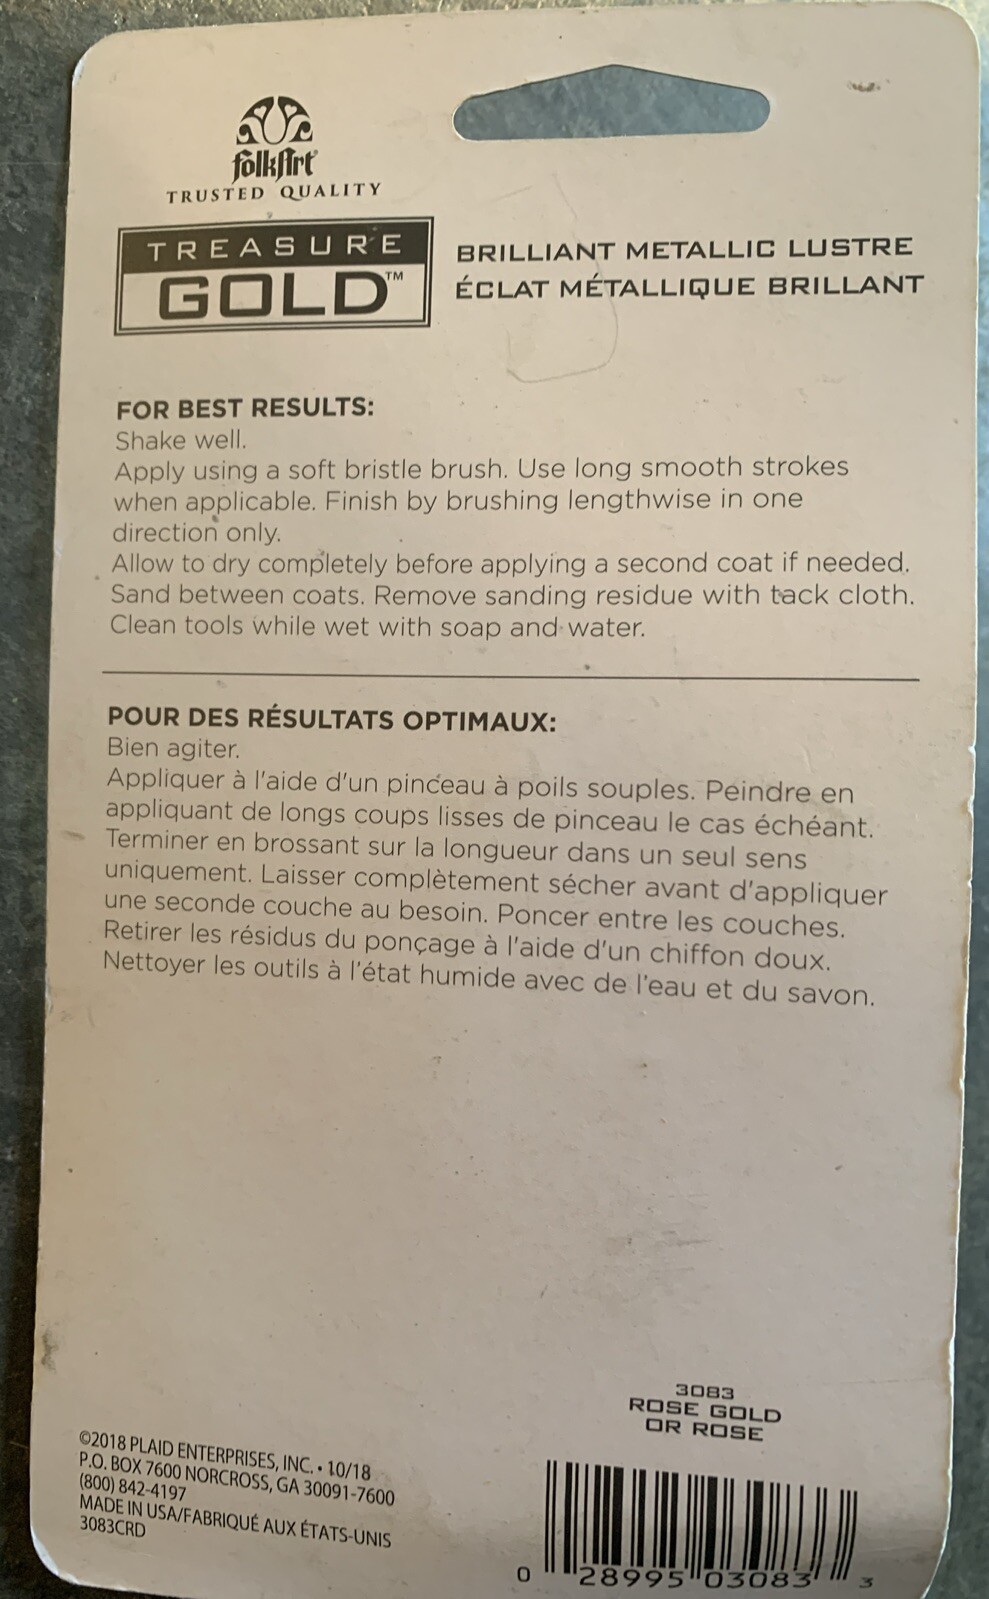 folkArt
TRUSTED QUALITY
TREASURE
GOLD™
BRILLIANT METALLIC LUSTRE
ÉCLAT MÉTALLIQUE BRILLANT
FOR BEST RESULTS:
Shake well.
Apply using a soft bristle brush. Use long smooth strokes
when applicable. Finish by brushing lengthwise in one
direction only.
Allow to dry completely before applying a second coat if needed.
Sand between coats. Remove sanding residue with tack cloth.
Clean tools while wet with soap and water.
POUR DES RÉSULTATS OPTIMAUX:
Bien agiter.
Appliquer à l'aide d'un pinceau à poils souples. Peindre en
appliquant de longs coups lisses de pinceau le cas échéant.
Terminer en brossant sur la longueur dans un seul sens
uniquement. Laisser complètement sécher avant d'appliquer
une seconde couche au besoin. Poncer entre les couches.
Retirer les résidus du ponçage à l'aide d'un chiffon doux.
Nettoyer les outils à l'état humide avec de l'eau et du savon.
3083
ROSE GOLD
OR ROSE
©2018 PLAID ENTERPRISES, INC. • 10/18
P.O. BOX 7600 NORCROSS, GA 30091-7600
(800) 842-4197
MADE IN USA/FABRIQUÉ AUX ÉTATS-UNIS
3083CRD
0 28995 03083 3